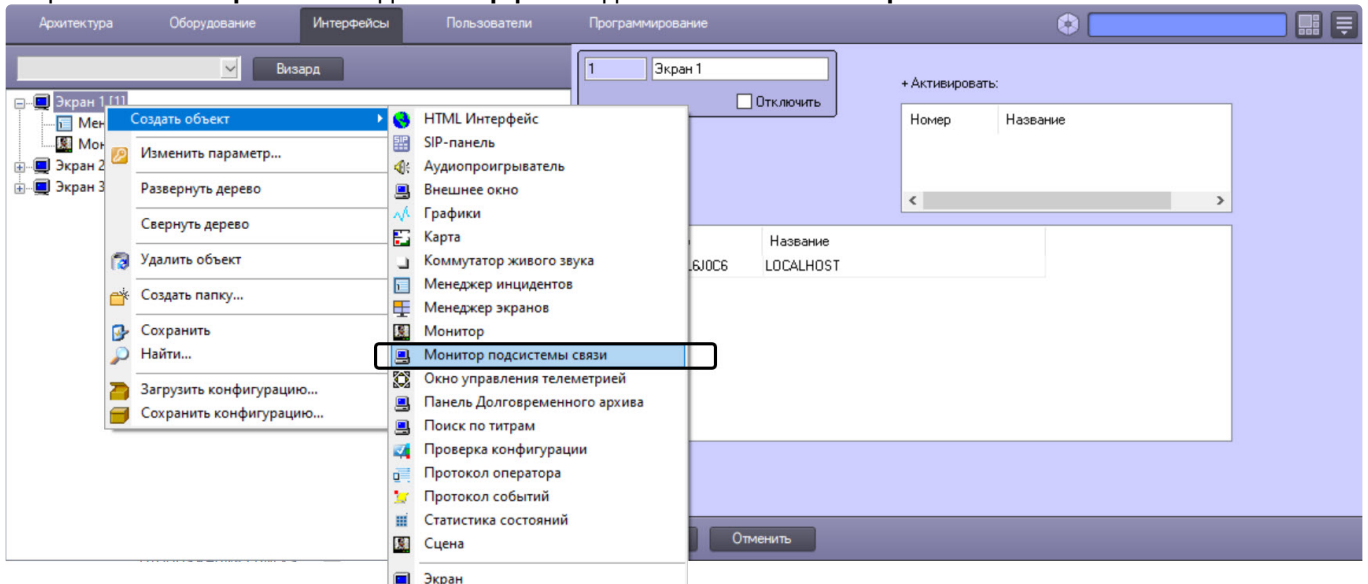 Архитектура Оборудование Интерфейсы Пользователи Программирование
Визард
Экран 1 [1]
Экран 2
Экран 3
Создать объект
Изменить параметр...
Развернуть дерево
Свернуть дерево
Удалить объект
Создать папку...
Сохранить
Найти...
Загрузить конфигурацию...
Сохранить конфигурацию...
HTML Интерфейс
SIP-панель
Аудиопроигрыватель
Внешнее окно
Графики
Карта
Коммутатор живого звука
Менеджер инцидентов
Менеджер экранов
Монитор
Монитор подсистемы связи
Окно управления телеметрией
Панель Долговременного архива
Поиск по титрам
Проверка конфигурации
Протокол оператора
Протокол событий
Статистика состояний
Сцена
Экран
1 Экран 1
Отключить
+ Активировать:
Номер Название
Название
LOCALHOST
Отменить